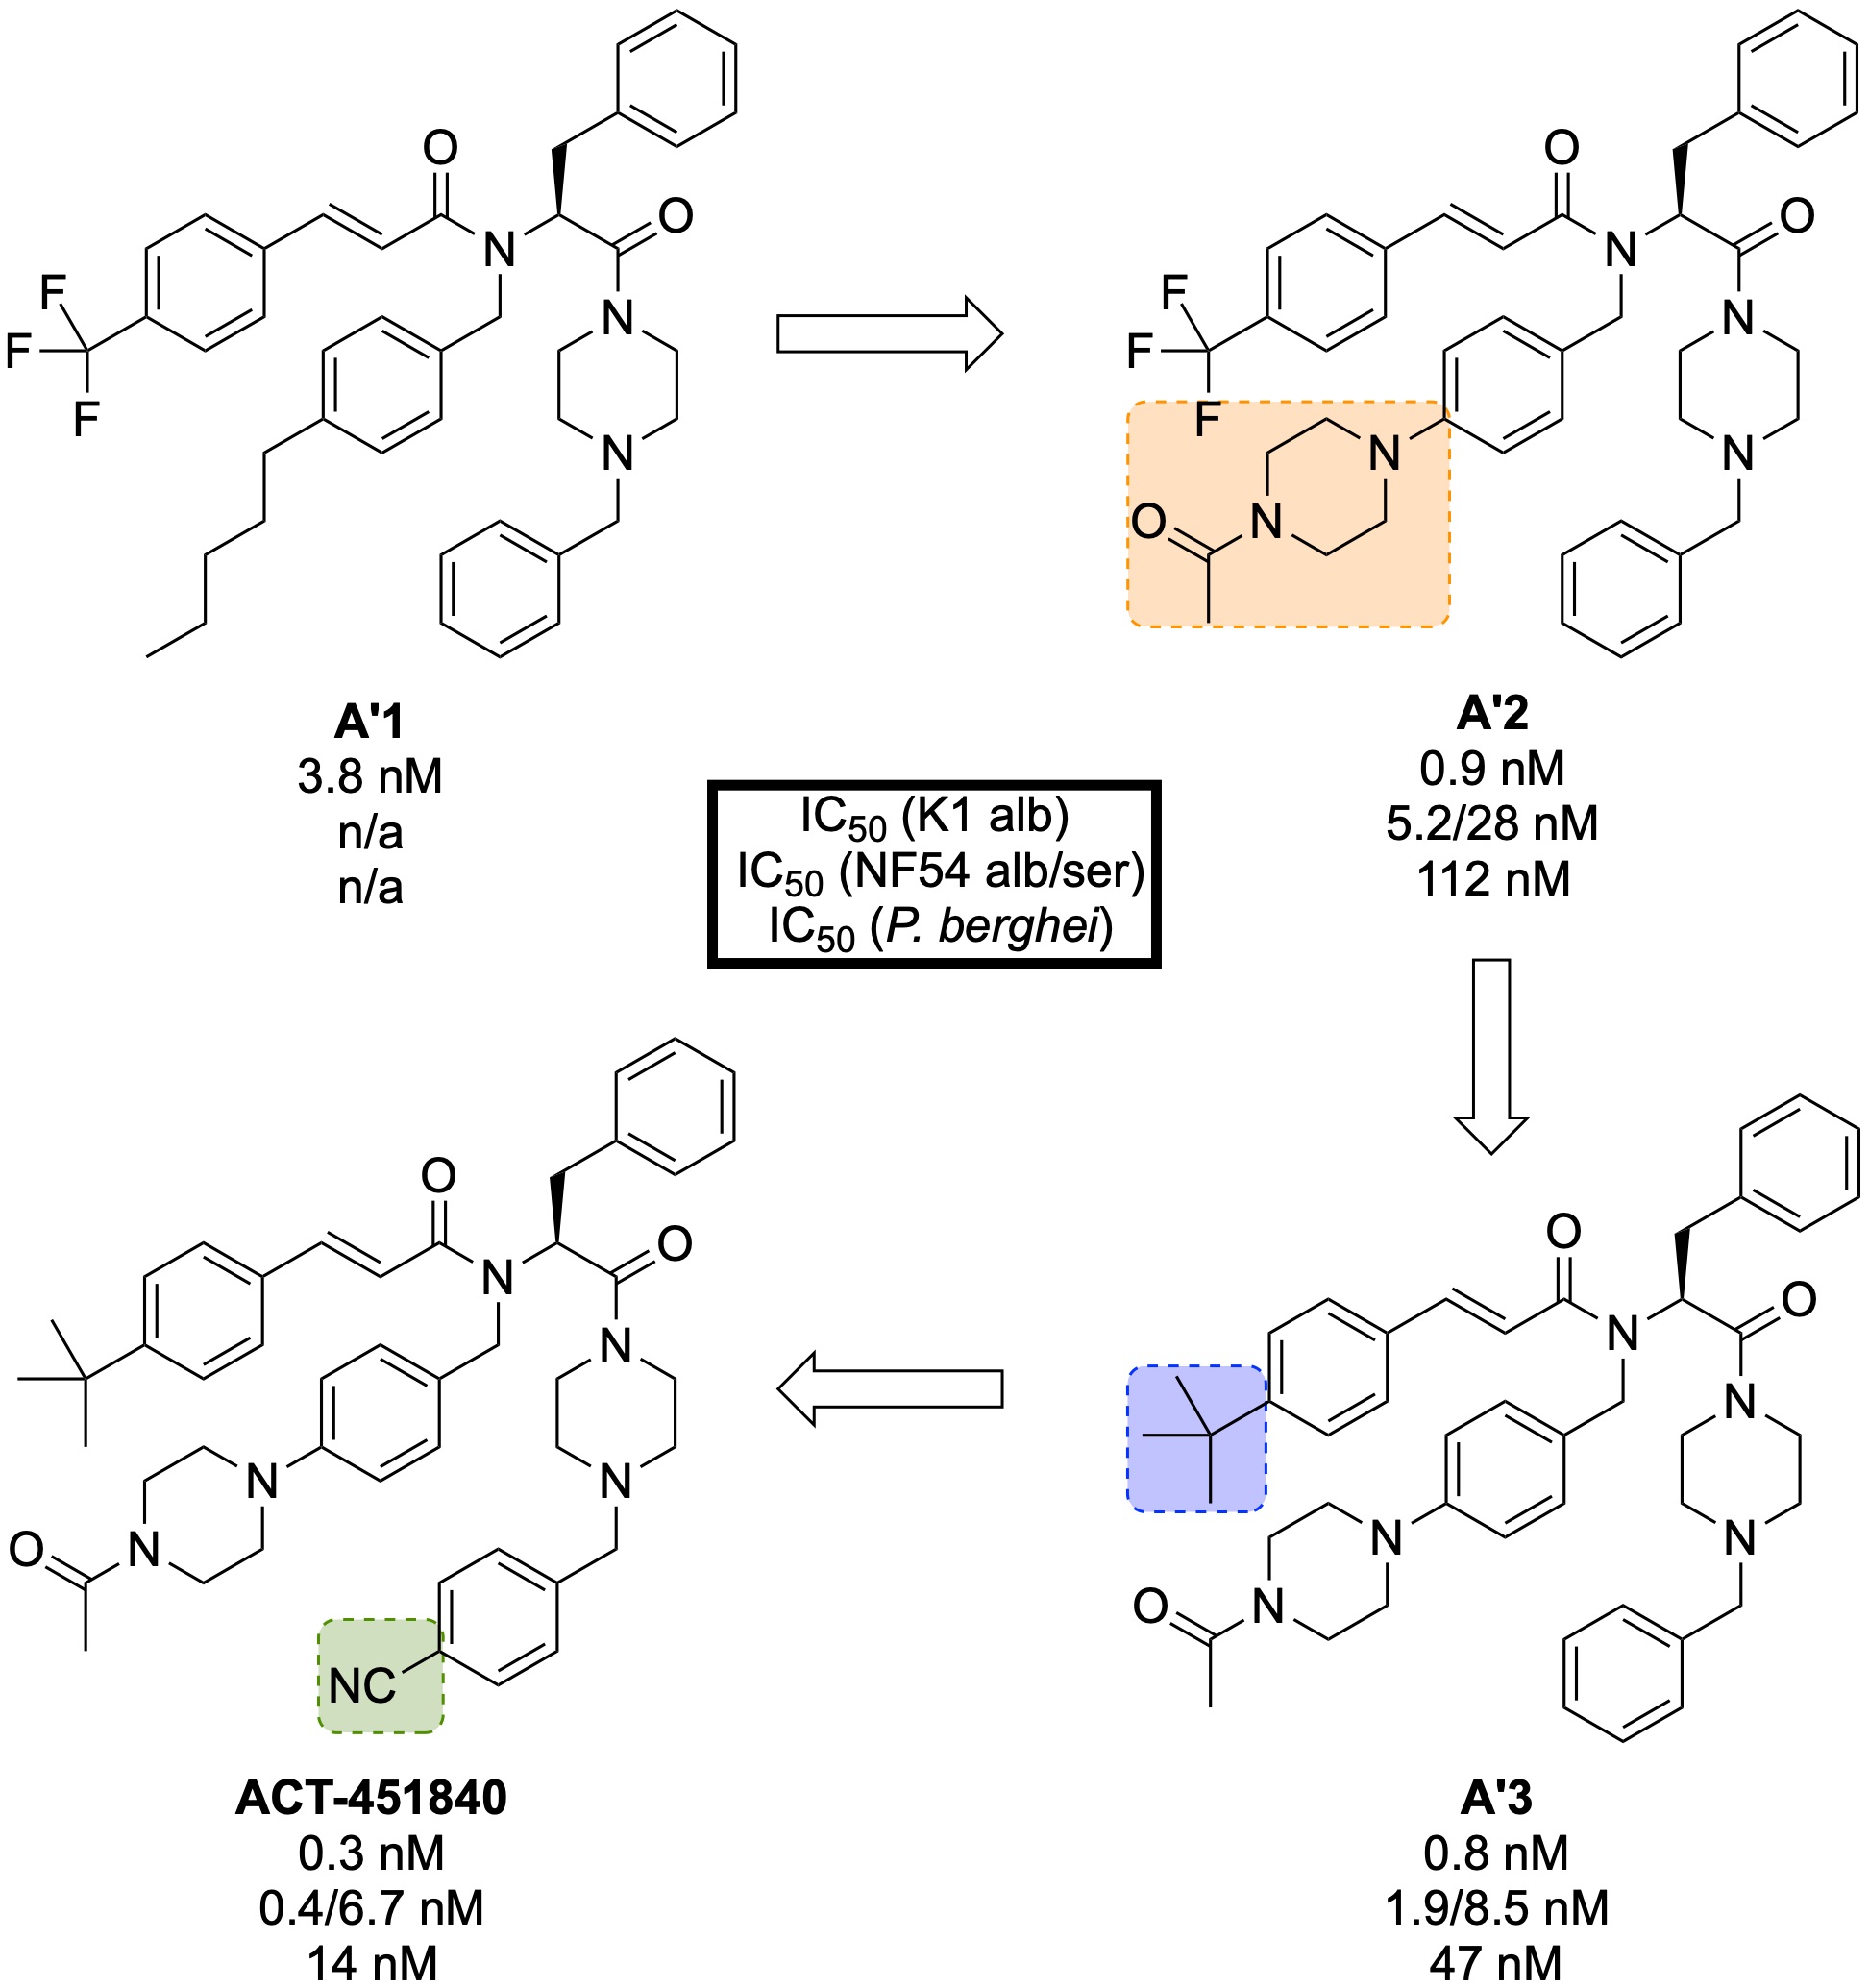 O
N
O
F
F
F
N
N
A'1
3.8 nM
n/a
n/a
O
N
O
F
F
F
N
N
N
N
O
A'2
0.9 nM
5.2/28 nM
112 nM
IC50 (K1 alb)
IC50 (NF54 alb/ser)
IC50 (P. berghei)
O
N
O
N
N
N
N
O
NC
ACT-451840
0.3 nM
0.4/6.7 nM
14 nM
O
N
O
N
N
N
N
O
A'3
0.8 nM
1.9/8.5 nM
47 nM